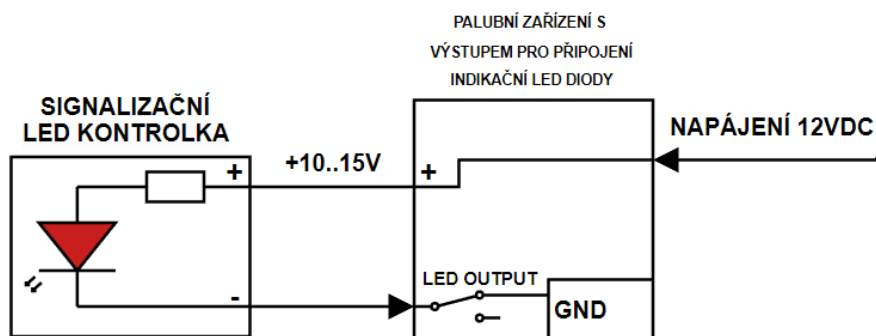 PALUBNÍ ZAŘÍZENÍ S
VÝSTUPEM PRO PŘIPOJENÍ
INDIKAČNÍ LED DIODY
SIGNALIZAČNÍ
LED KONTROLKA
NAPÁJENÍ 12VDC
+10..15V
+
+
-
LED OUTPUT
GND